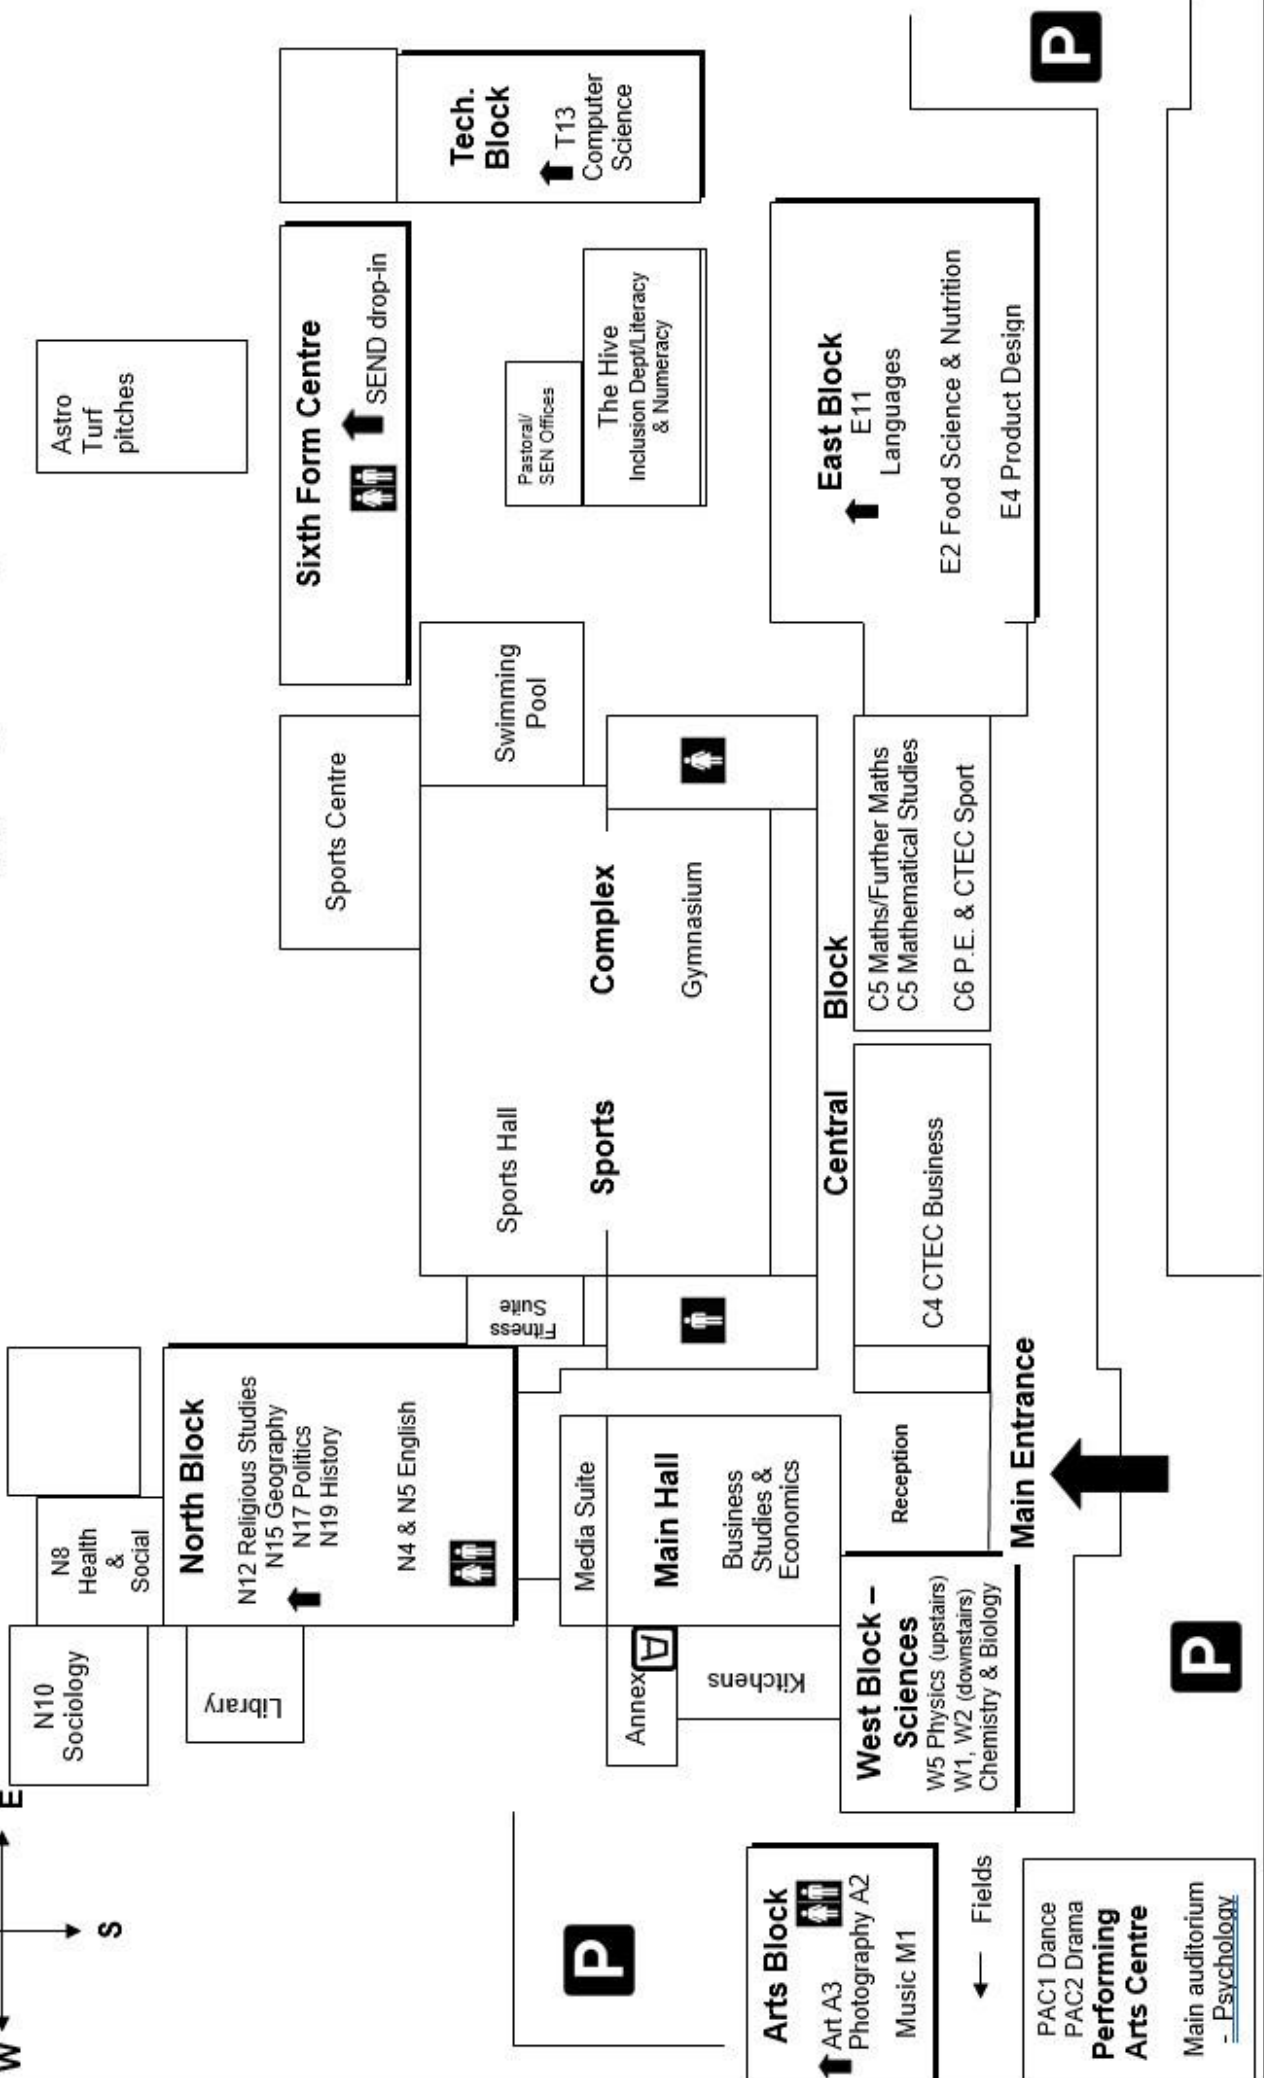 W
E
S
N10
Sociology
N8
Health
&
Social
Library
North Block
N12 Religious Studies
N15 Geography
N17 Politics
N19 History
N4 & N5 English
Astro
Turf
pitches
Sports Centre
Sixth Form Centre
SEND drop-in
Tech.
Block
T13
Computer
Science
Fitness
Suite
Sports Hall
Swimming
Pool
Sports Complex
Gymnasium
Pastoral/
SEN Offices
The Hive
Inclusion Dept/Literacy
& Numeracy
P
Media Suite
Annex
A
Main Hall
Kitchens
Business
Studies &
Economics
Central Block
C4 CTEC Business
C5 Maths/Further Maths
C5 Mathematical Studies
C6 P.E. & CTEC Sport
East Block
E11
Languages
E2 Food Science & Nutrition
E4 Product Design
Arts Block
Art A3
Photography A2
Music M1
West Block –
Sciences
W5 Physics (upstairs)
W1, W2 (downstairs)
Chemistry & Biology
Reception
Main Entrance
Fields
PAC1 Dance
PAC2 Drama
Performing
Arts Centre
Main auditorium
- Psychology
P
P